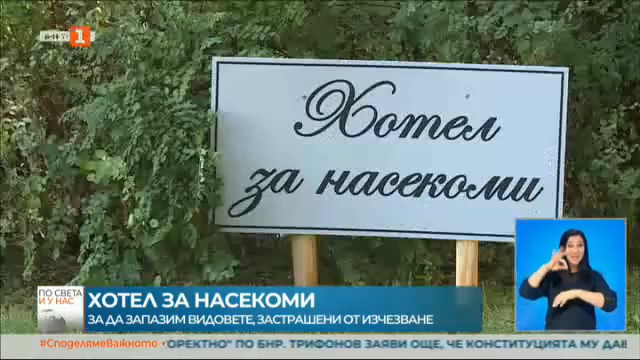 БНТ 1
Хотел
за насекоми
ПО СВЕТА
И У НАС
ХОТЕЛ ЗА НАСЕКОМИ
ЗА ДА ЗАПАЗИМ ВИДОВЕТЕ, ЗАСТРАШЕНИ ОТ ИЗЧЕЗВАНЕ
#СподелямеВажното • ОРЕКТНО" ПО БНР. ТРИФОНОВ ЗАЯВИ ОЩЕ, ЧЕ КОНСТИТУЦИЯТА МУ ДАВ